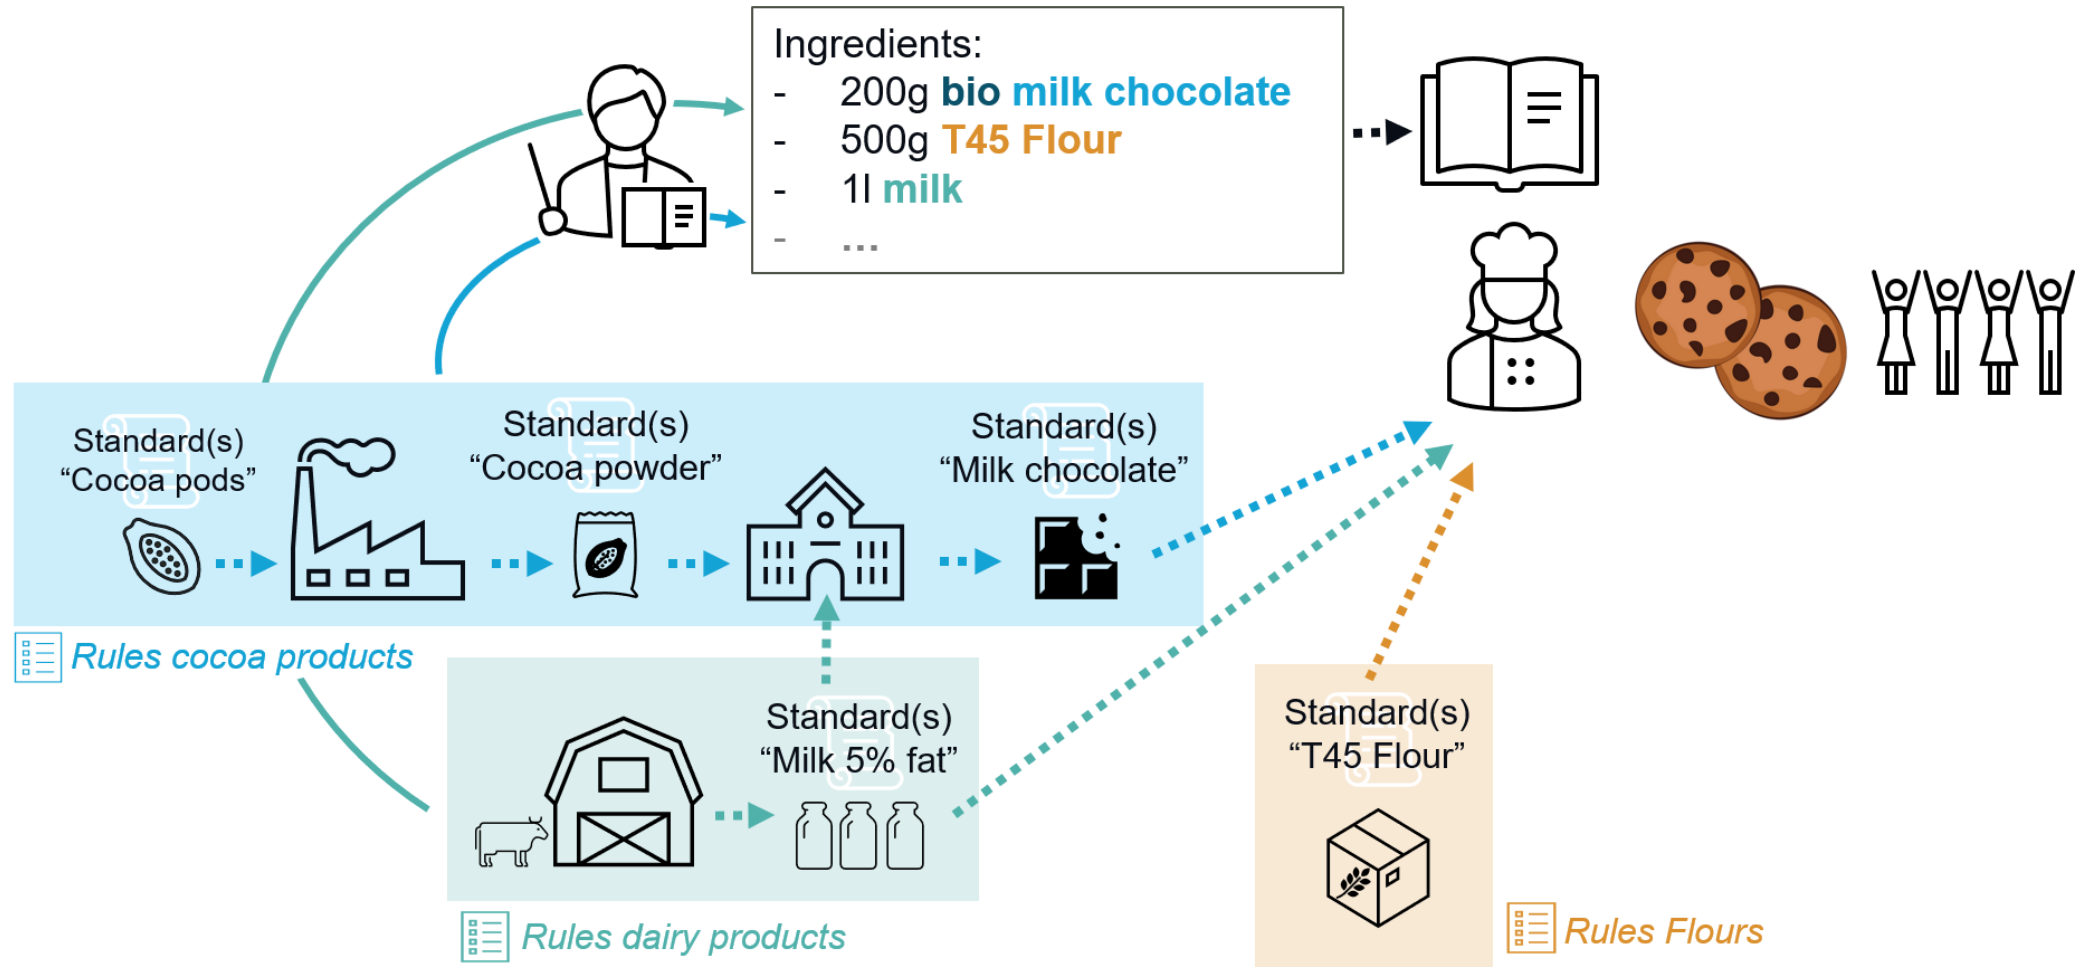 Ingredients:
- 200g bio milk chocolate
- 500g T45 Flour
- 1l milk
- ...
Standard(s)
“Cocoa pods”
Standard(s)
“Cocoa powder”
Standard(s)
“Milk chocolate”
Rules cocoa products
Standard(s)
“Milk 5% fat”
Rules dairy products
Standard(s)
“T45 Flour”
Rules Flours